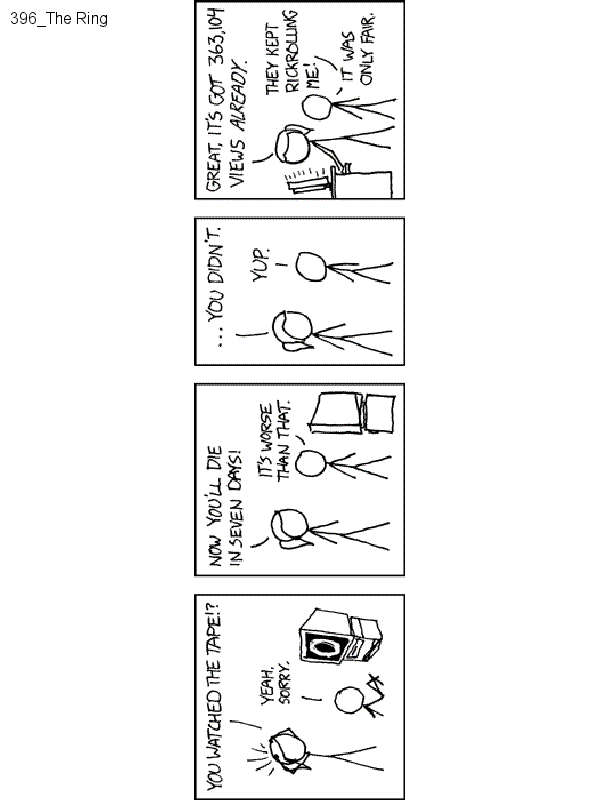 396_The Ring
YOU WATCHED THE TAPE!?
YEAH.
SORRY.
NOW YOU'LL DIE
IN SEVEN DAYS!
IT'S WORSE
THAN THAT.
...YOU DIDN'T.
YUP.
GREAT, IT'S GOT 363,104
VIEWS ALREADY.
THEY KEPT
RICKROLLING
ME!
IT WAS
ONLY FAIR.